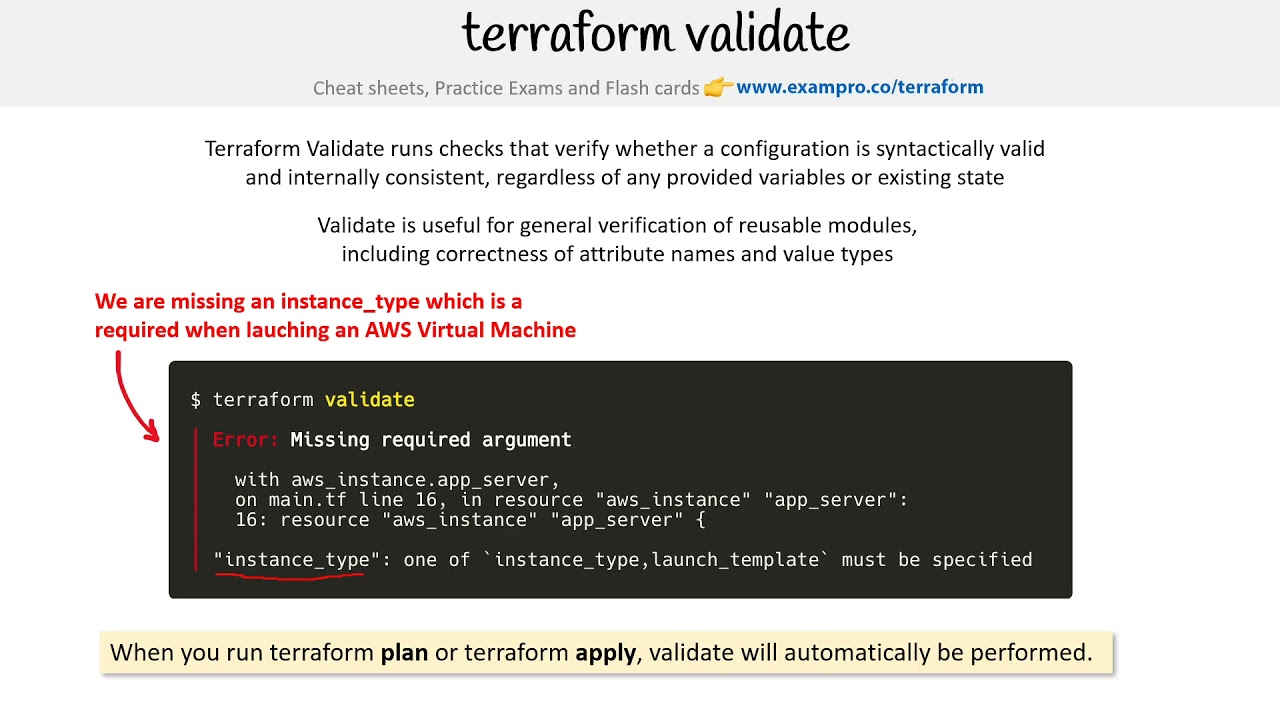 terraform validate
Cheat sheets, Practice Exams and Flash cards 👉 www.exampro.co/terraform
Terraform Validate runs checks that verify whether a configuration is syntactically valid
and internally consistent, regardless of any provided variables or existing state
Validate is useful for general verification of reusable modules,
including correctness of attribute names and value types
We are missing an instance_type which is a
required when lauching an AWS Virtual Machine
$ terraform validate
Error: Missing required argument
with aws_instance.app_server,
on main.tf line 16, in resource "aws_instance" "app_server":
16: resource "aws_instance" "app_server" {
"instance_type": one of `instance_type,launch_template` must be specified
When you run terraform plan or terraform apply, validate will automatically be performed.